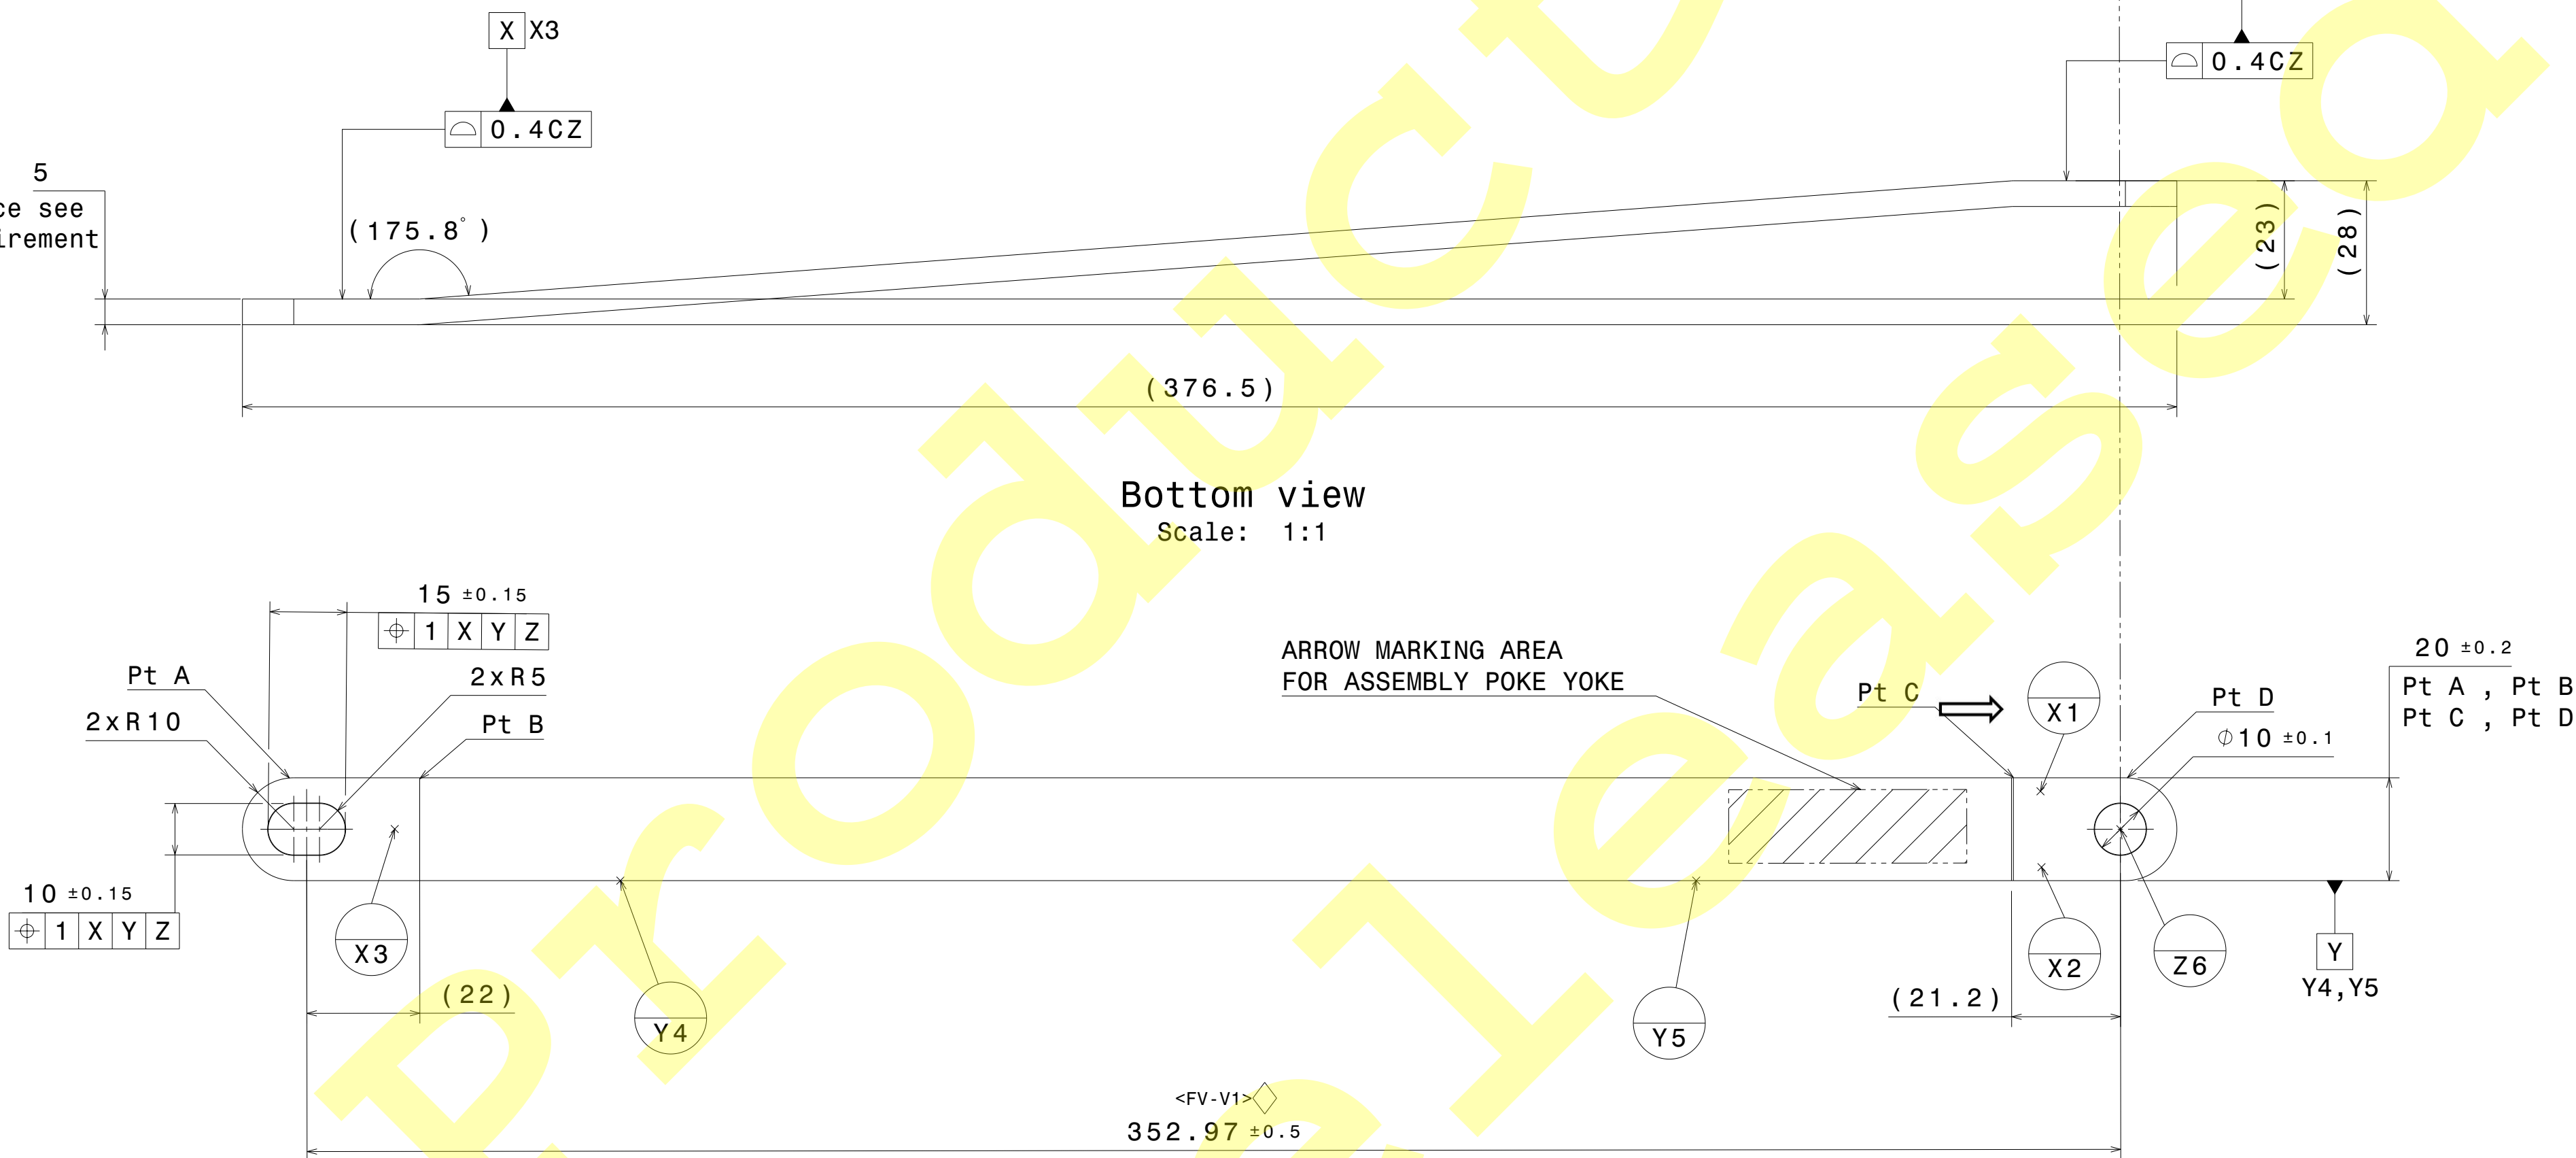 X X3
0.4CZ
0.4CZ
5
ce see
irement
(175.8°)
(23)
(28)
(376.5)
Bottom view
Scale: 1:1
15 ±0.15
1 X Y Z
Pt A
2xR5
2xR10
Pt B
ARROW MARKING AREA
FOR ASSEMBLY POKE YOKE
Pt C
X1
Pt D
20 ±0.2
Pt A , Pt B
Pt C , Pt D
⌀10 ±0.1
10 ±0.15
1 X Y Z
X3
Y4
Y5
X2
Z6
Y
Y4,Y5
(22)
(21.2)
<FV-V1>
352.97 ±0.5
Product
Release